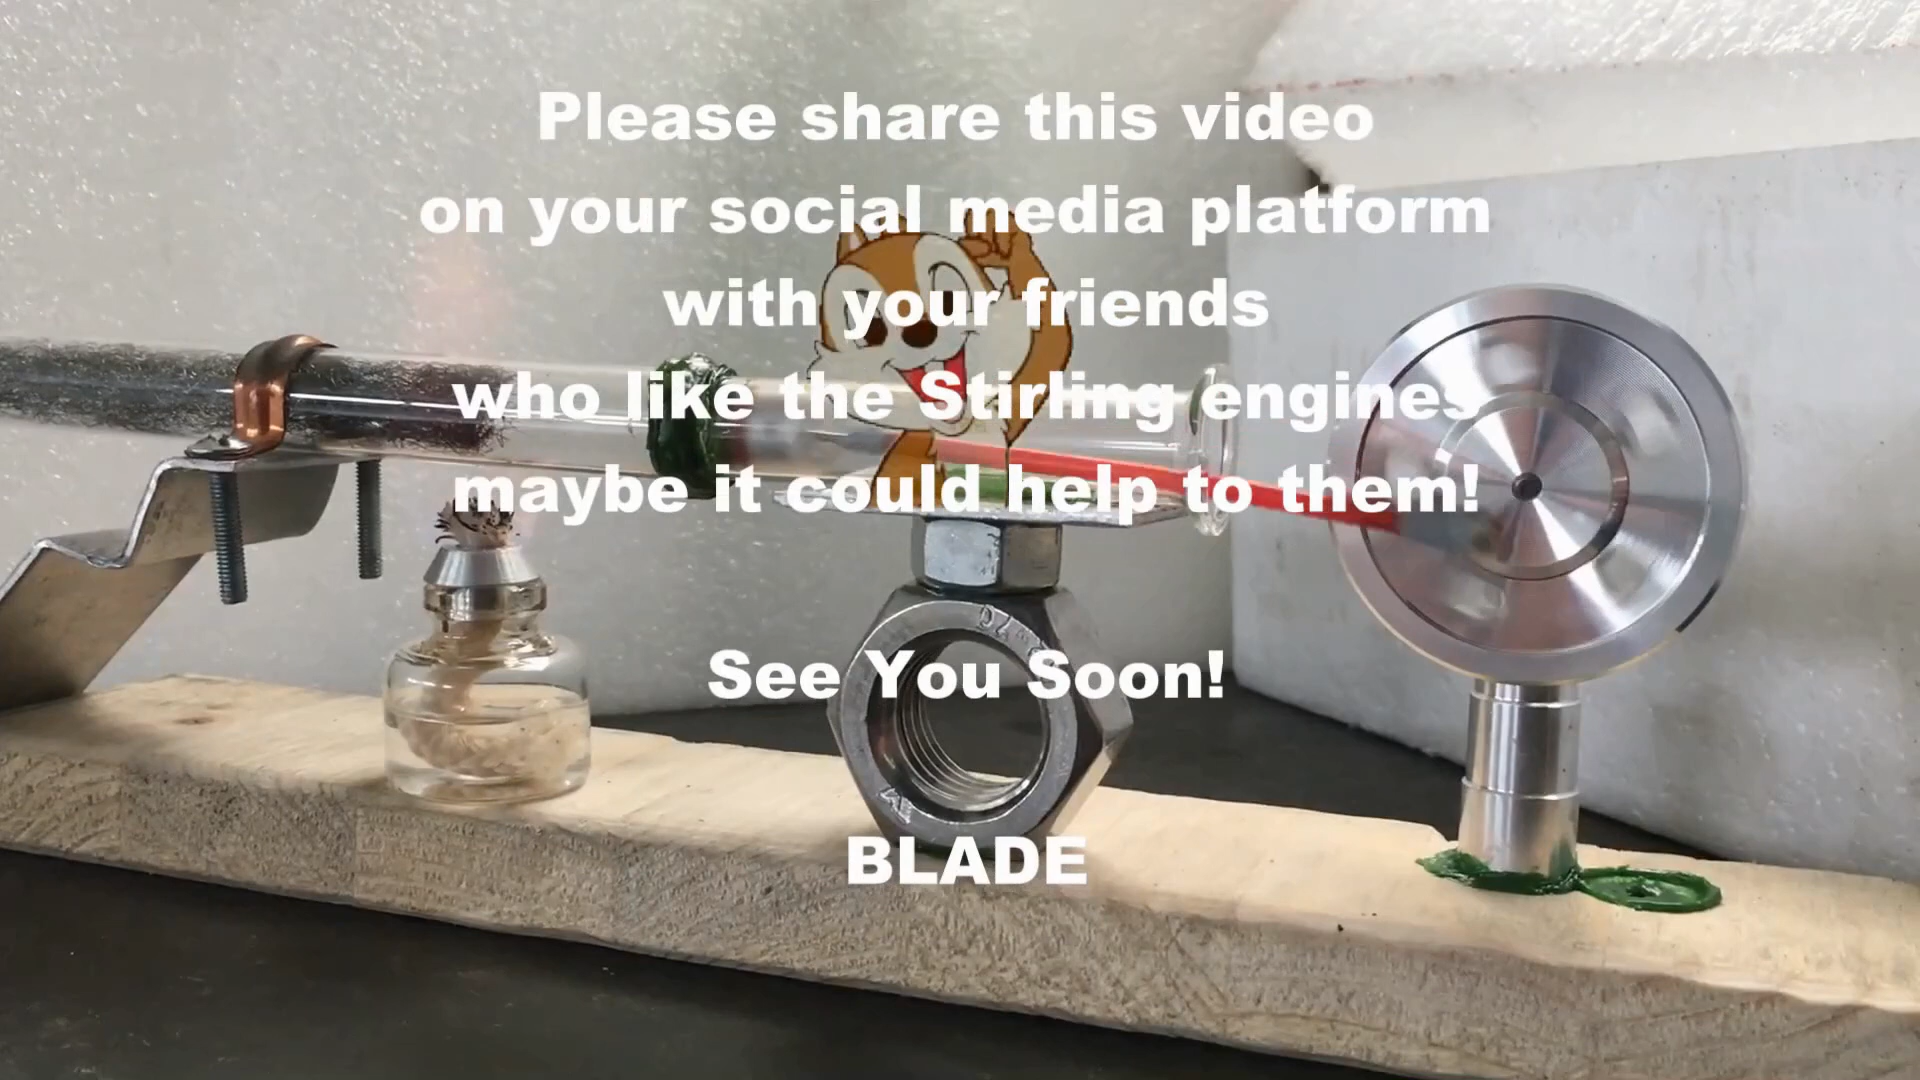 Please share this video
on your social media platform
with your friends
who like the Stirling engines
maybe it could help to them!
See You Soon!
BLADE